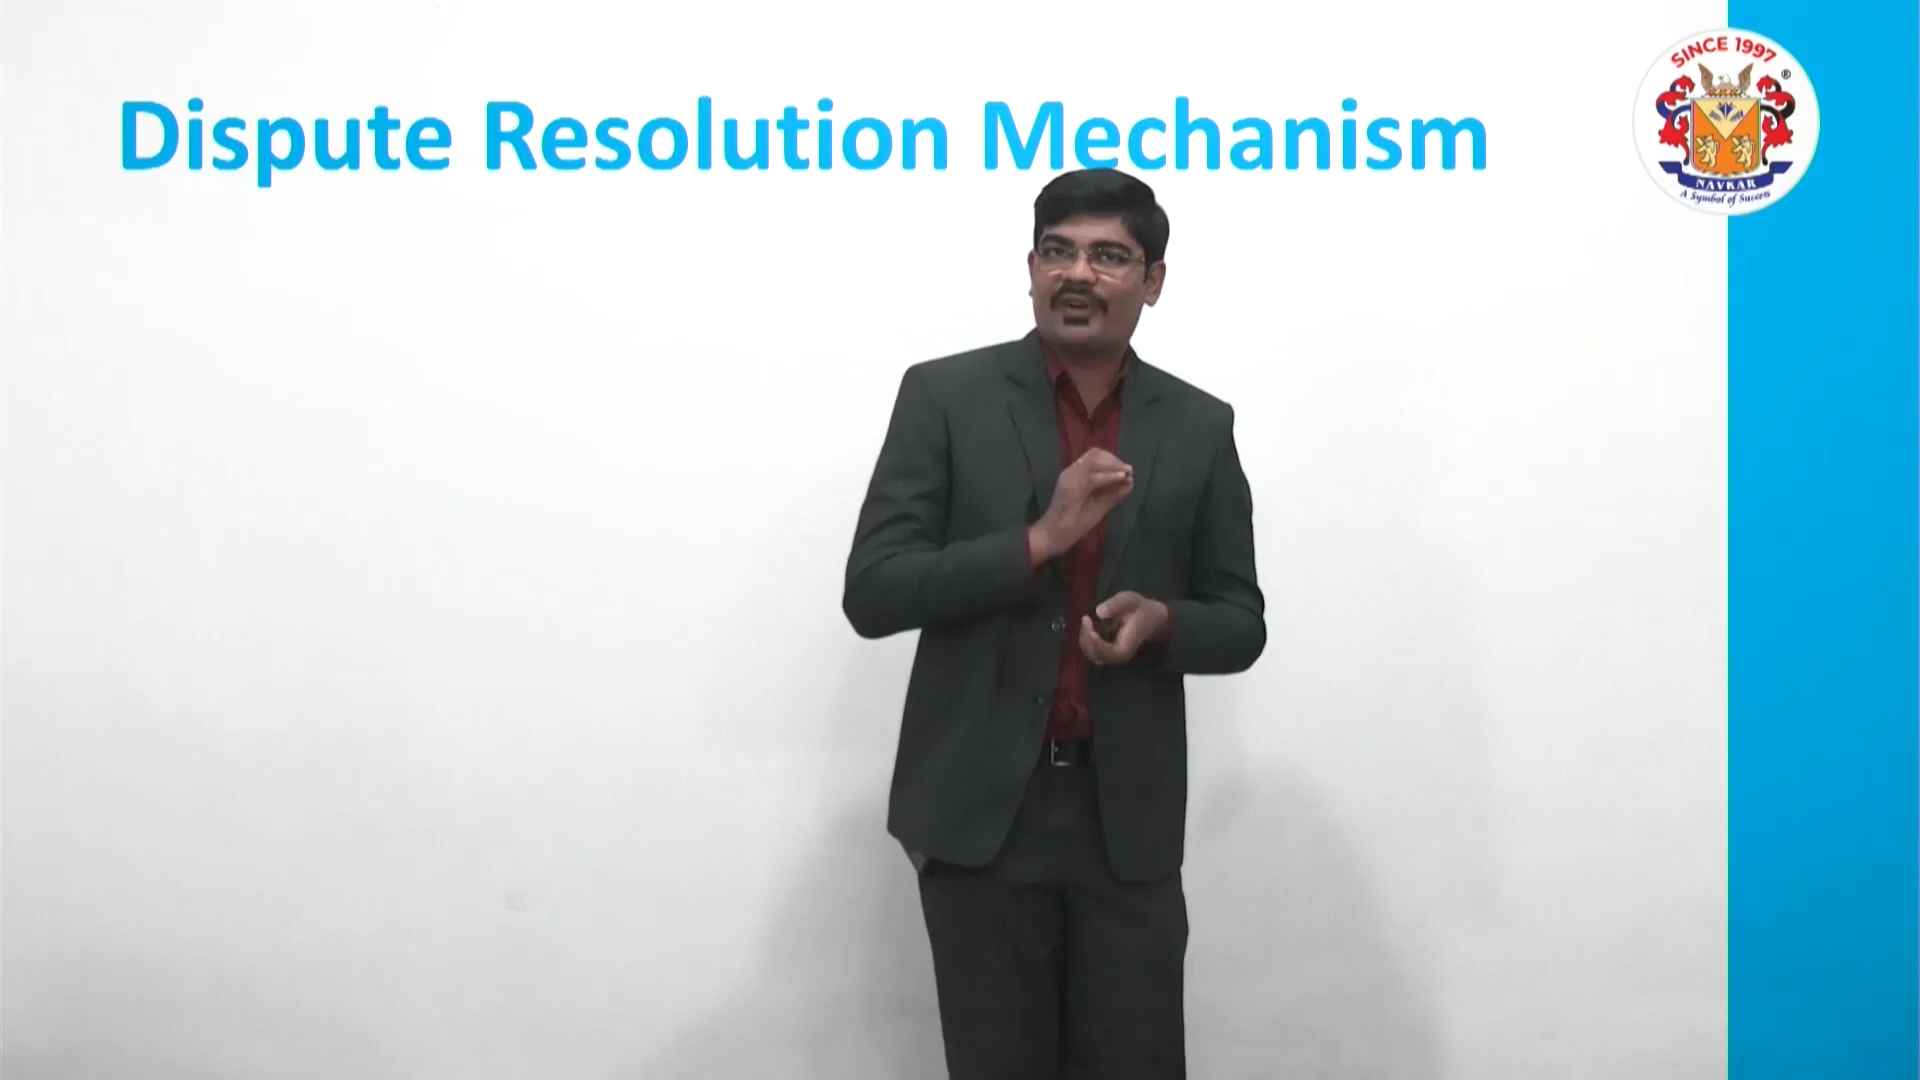 Dispute Resolution Mechanism
SINCE 1997
®
NAVKAR
A Symbol of Success